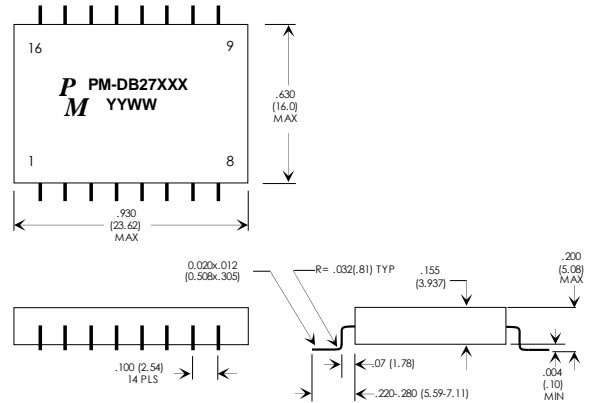 16
9
P PM-DB27XXX
M YYWW
.630
(16.0)
MAX
1
8
.930
(23.62)
MAX
0.020x.012
(0.508x.305)
R= .032(.81) TYP
.155
(3.937)
.200
(5.08)
MAX
.100 (2.54)
14 PLS
.07 (1.78)
.220-.280 (5.59-7.11)
.004
(.10)
MIN